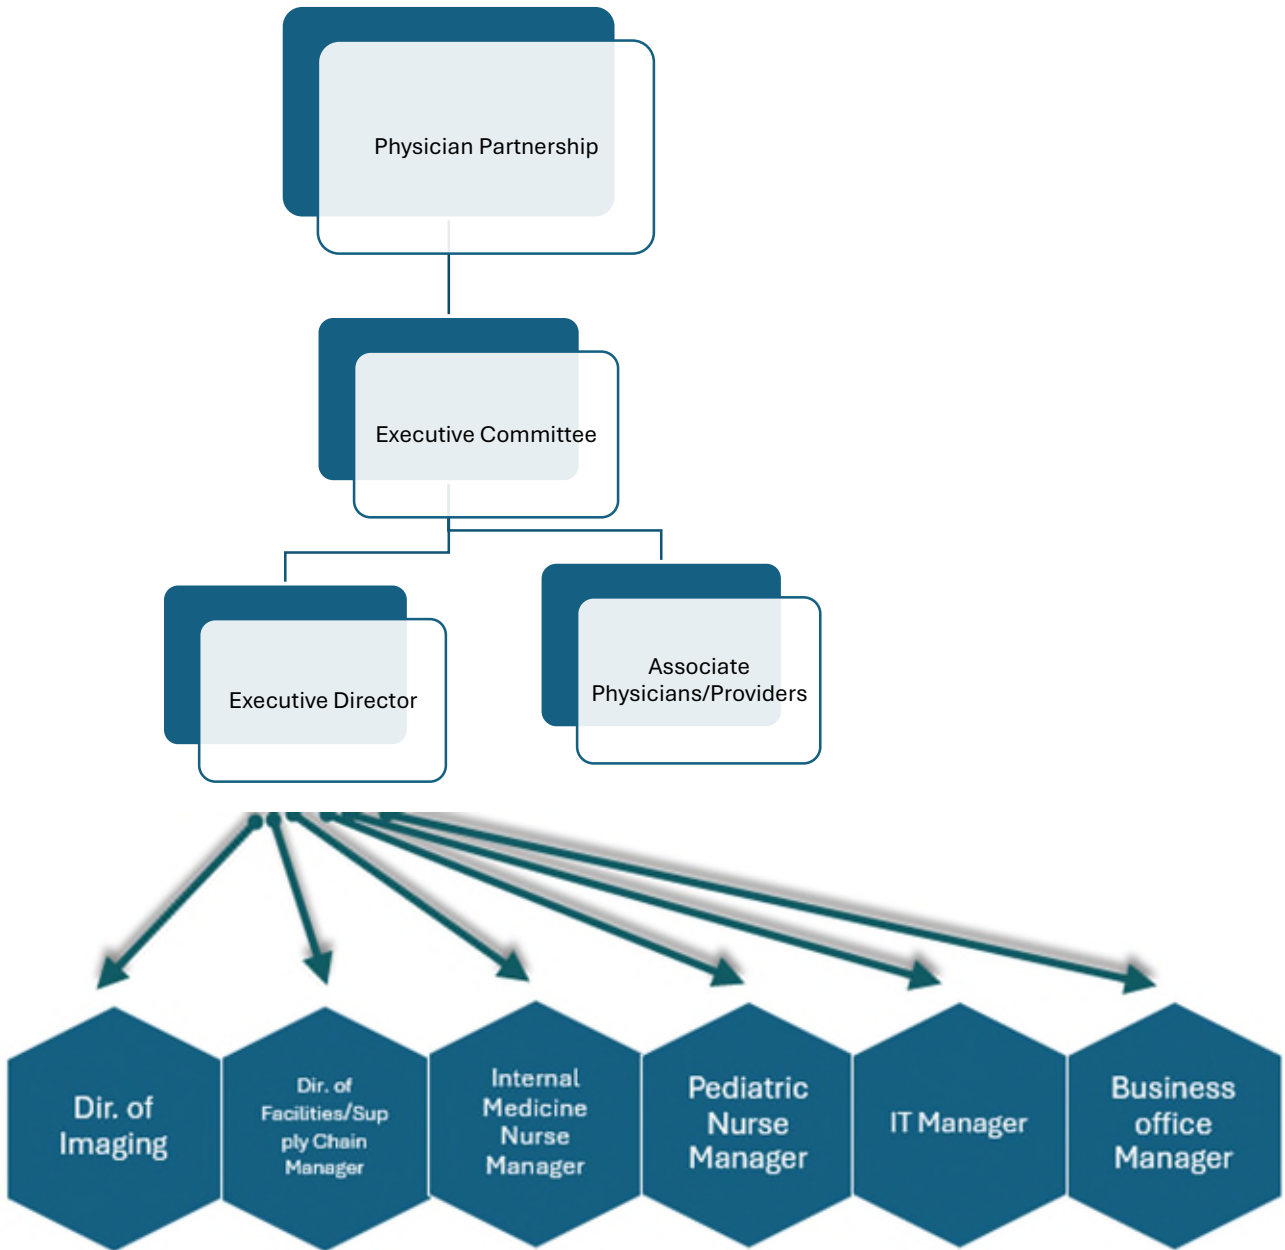 Physician Partnership
Executive Committee
Executive Director
Associate
Physicians/Providers
Dir. of
Imaging
Dir. of
Facilities/Sup
ply Chain
Manager
Internal
Medicine
Nurse
Manager
Pediatric
Nurse
Manager
IT Manager
Business
office
Manager